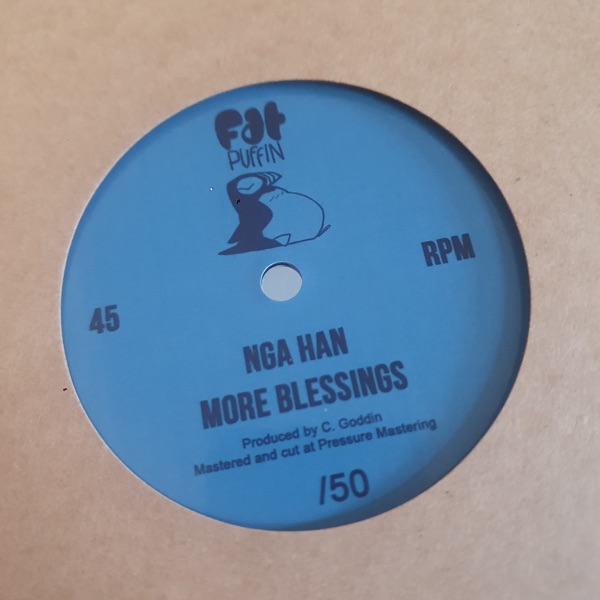 Fat
PUFFIN
45
RPM
NGA HAN
MORE BLESSINGS
Produced by C. Goddin
Mastered and cut at Pressure Mastering
/50